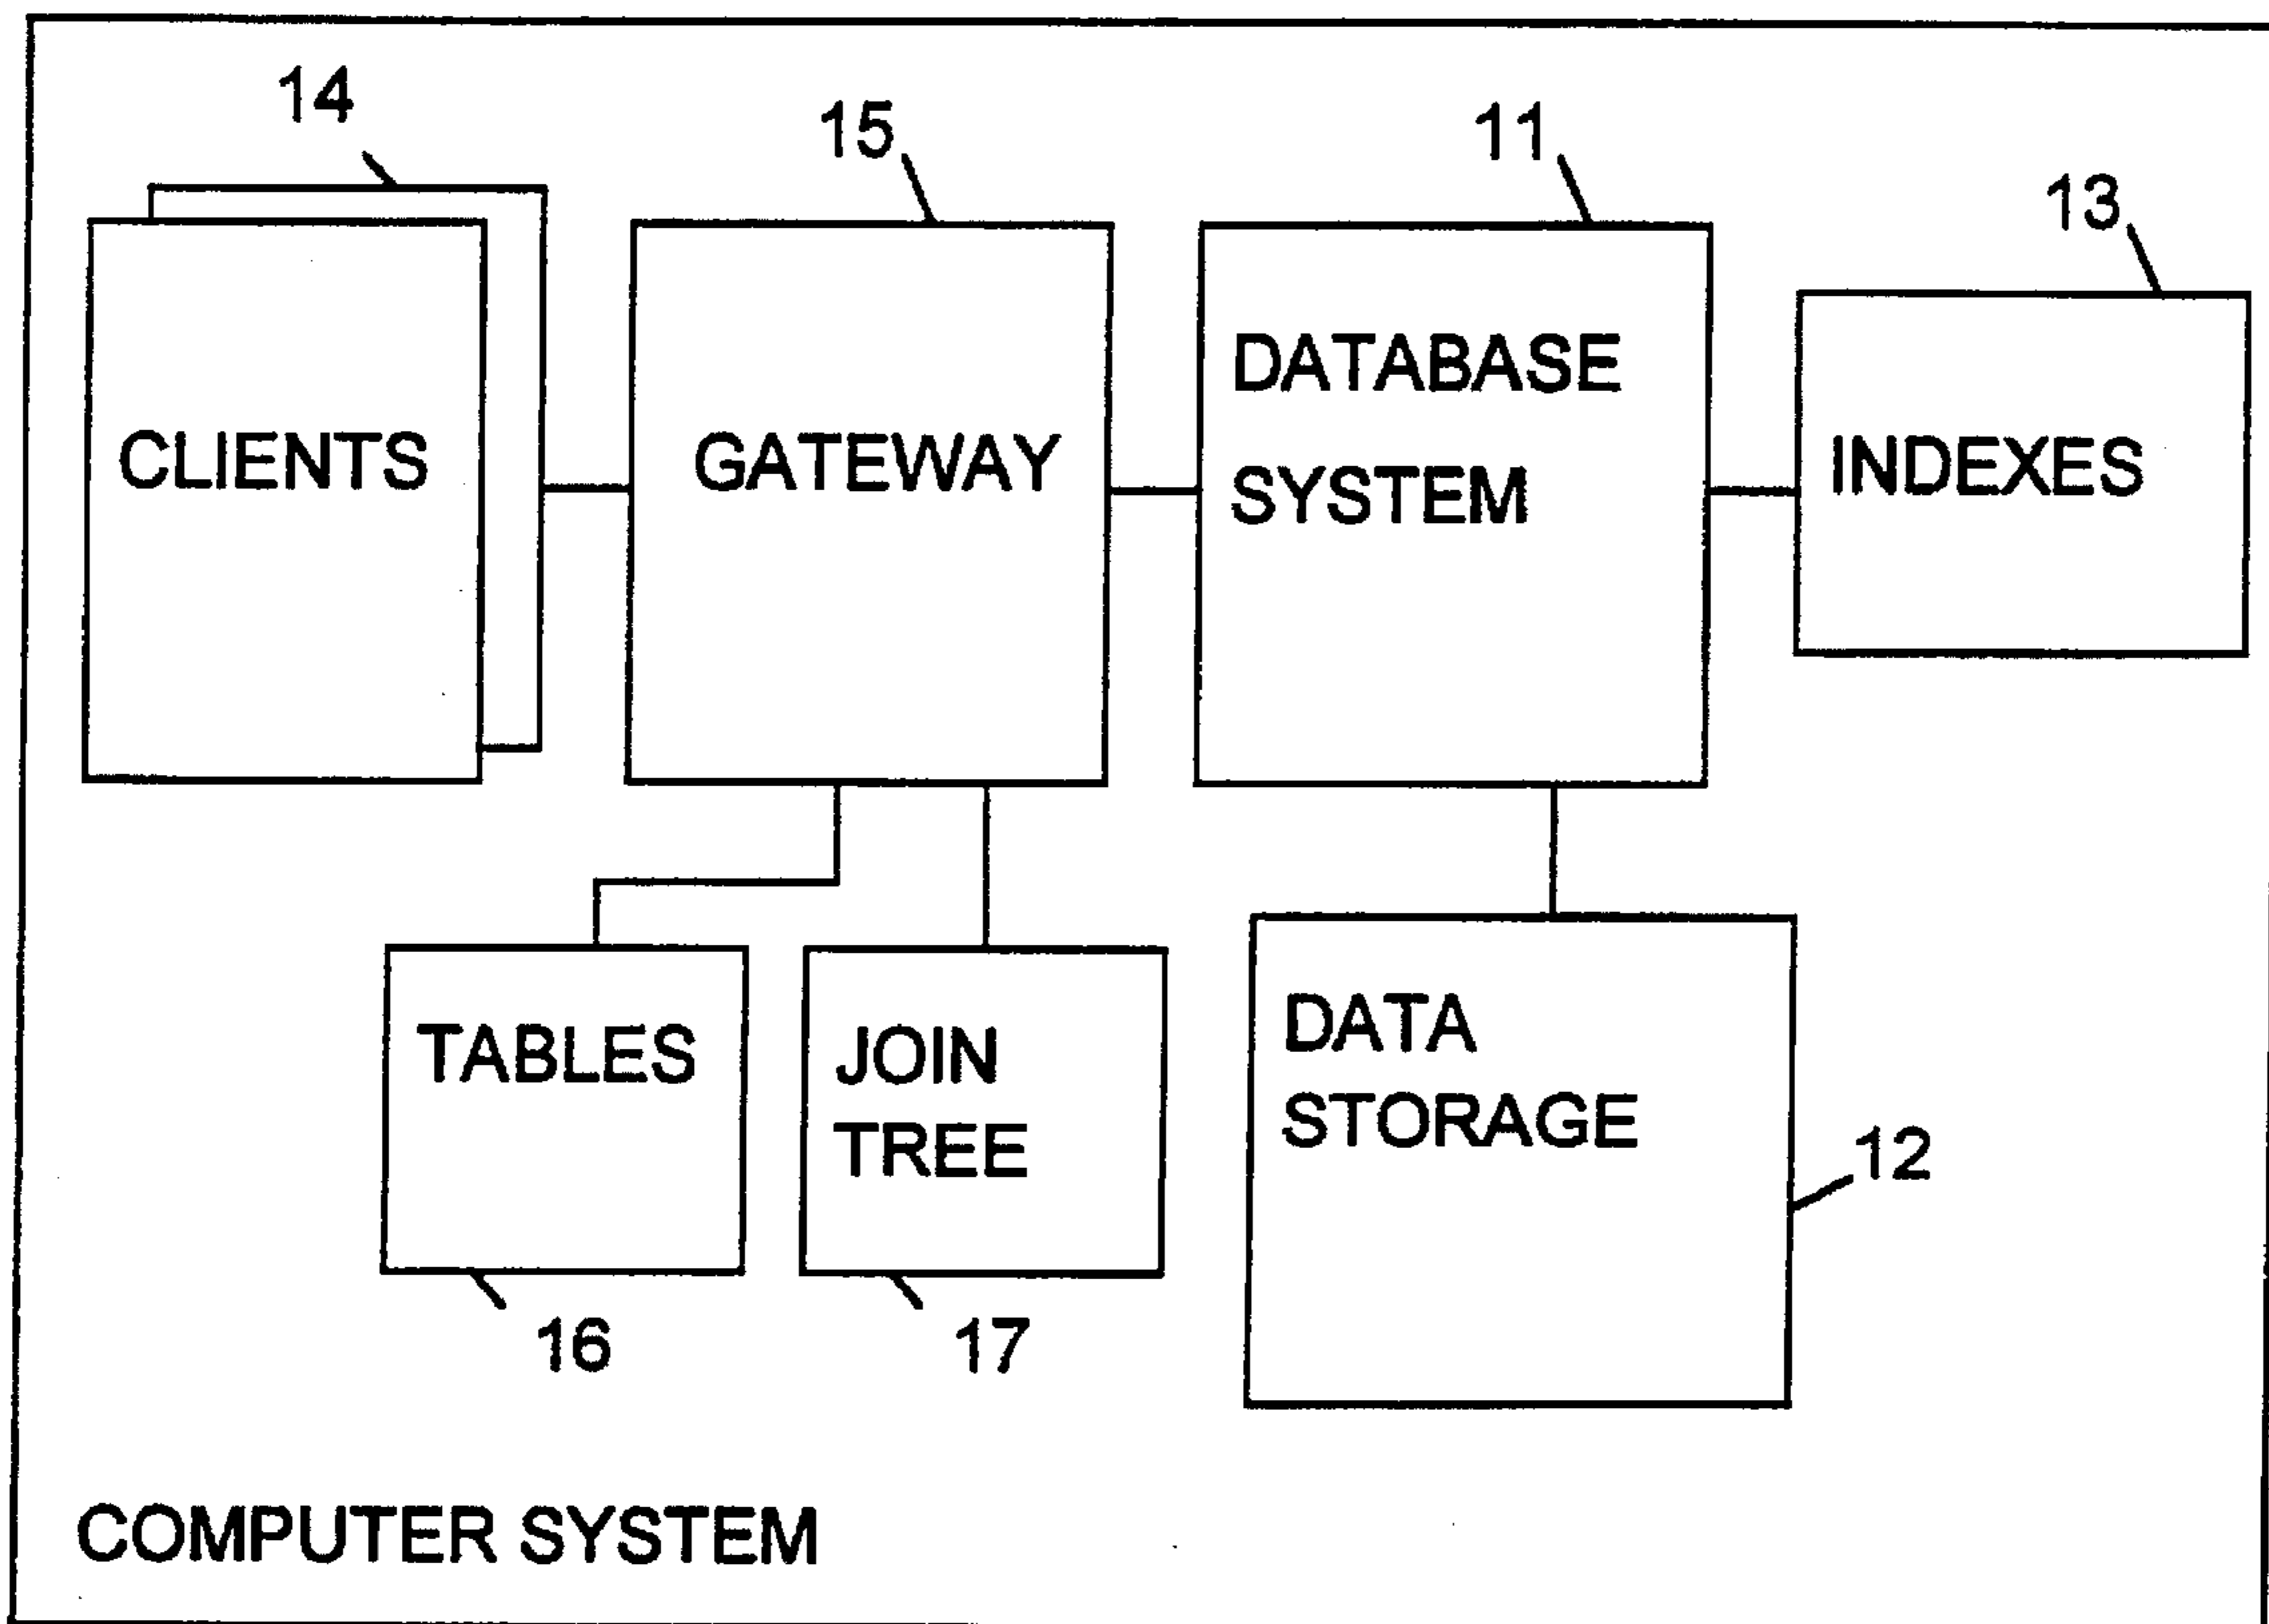 14
15
11
13
CLIENTS
GATEWAY
DATABASE
SYSTEM
INDEXES
TABLES
JOIN
TREE
DATA
STORAGE
12
16
17
COMPUTER SYSTEM